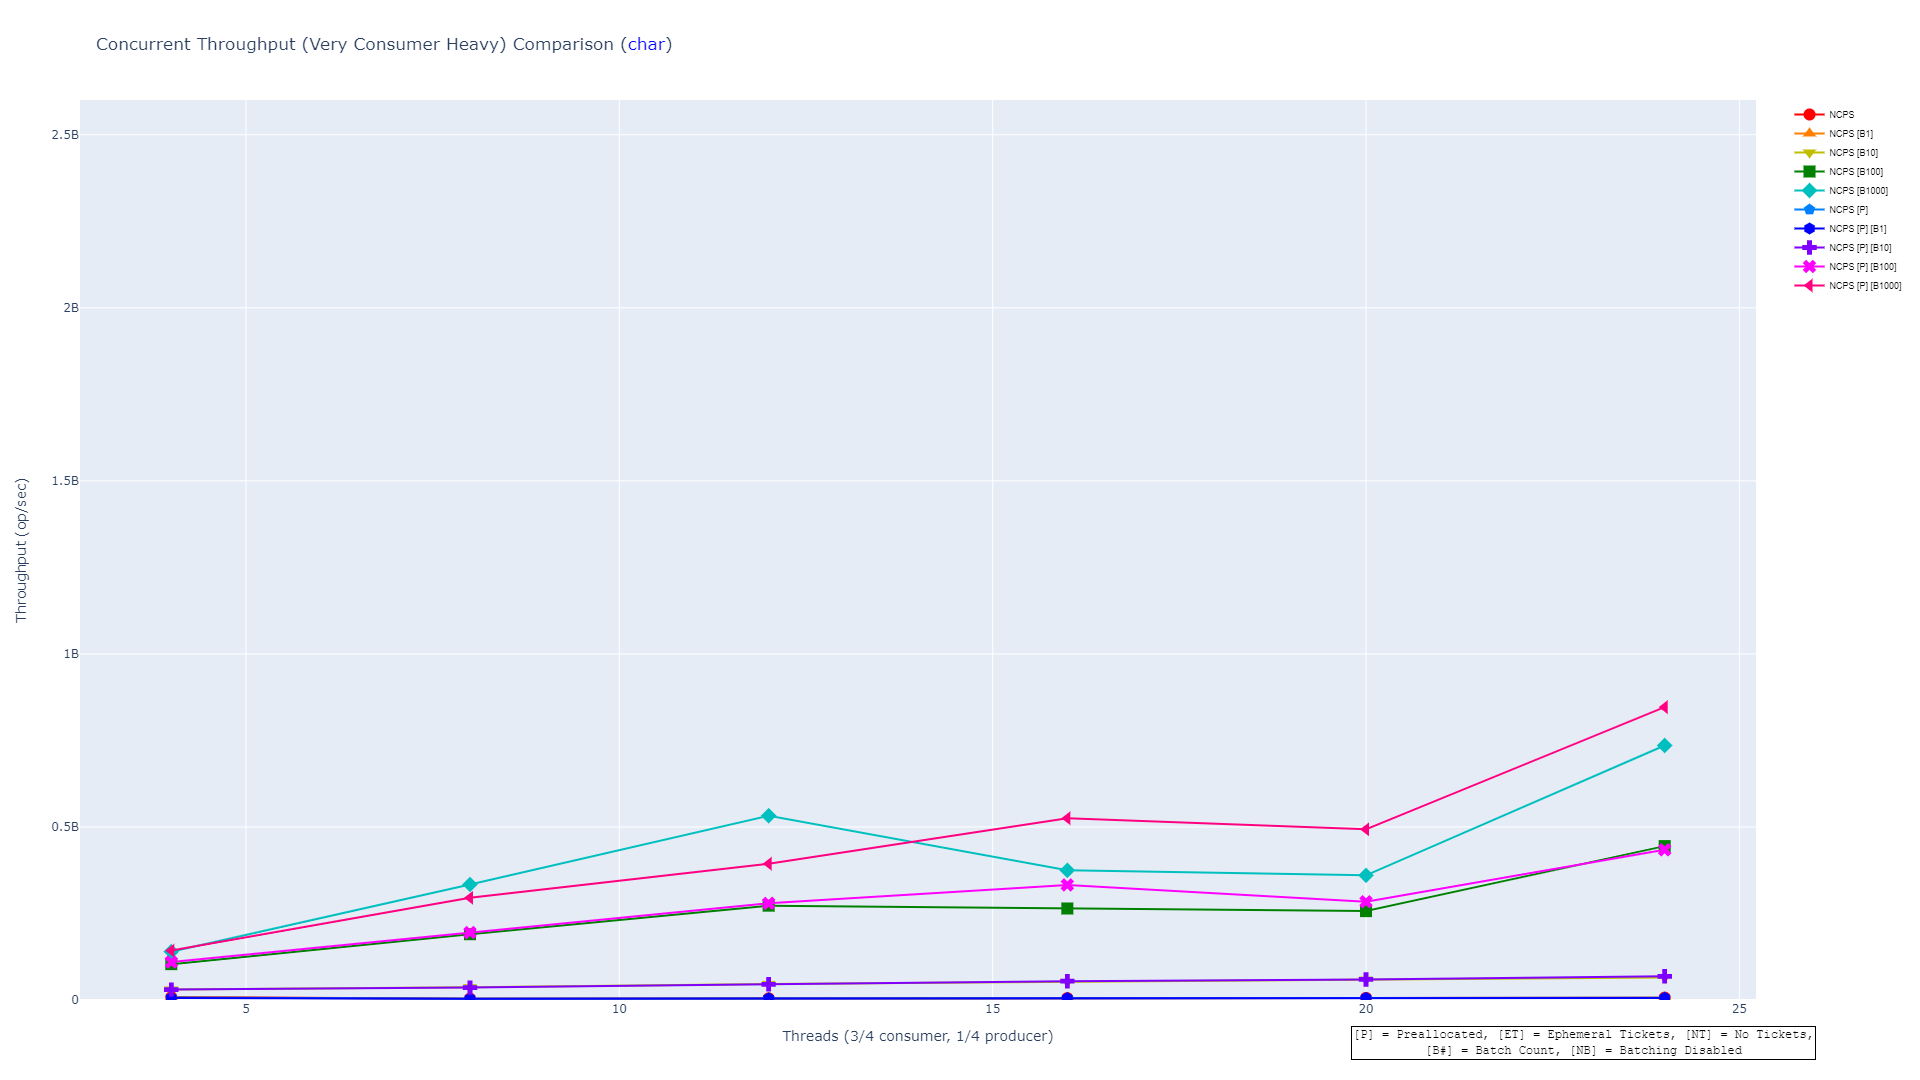 Concurrent Throughput (Very Consumer Heavy) Comparison (char)
2.5B
2B
1.5B
1B
0.5B
0
Throughput (op/sec)
5
10
15
20
25
Threads (3/4 consumer, 1/4 producer)
NCPS
NCPS [B1]
NCPS [B10]
NCPS [B100]
NCPS [B1000]
NCPS [P]
NCPS [P] [B1]
NCPS [P] [B10]
NCPS [P] [B100]
NCPS [P] [B1000]
[P] = Preallocated, [ET] = Ephemeral Tickets, [NT] = No Tickets,
[B#] = Batch Count, [NB] = Batching Disabled